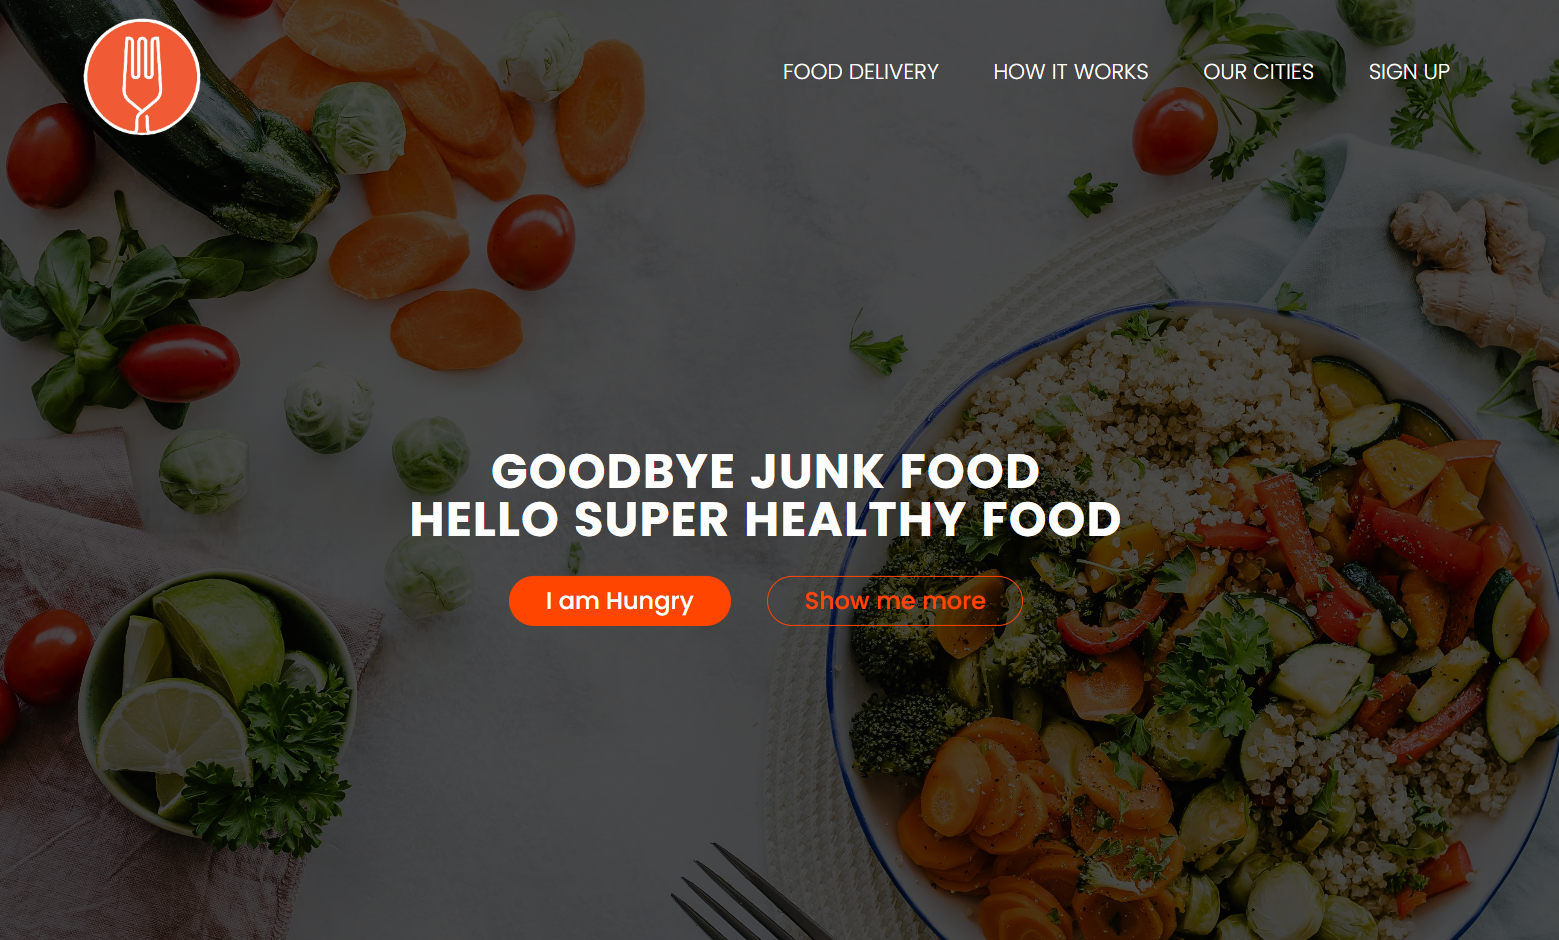 FOOD DELIVERY HOW IT WORKS OUR CITIES SIGN UP
GOODBYE JUNK FOOD
HELLO SUPER HEALTHY FOOD
I am Hungry Show me more